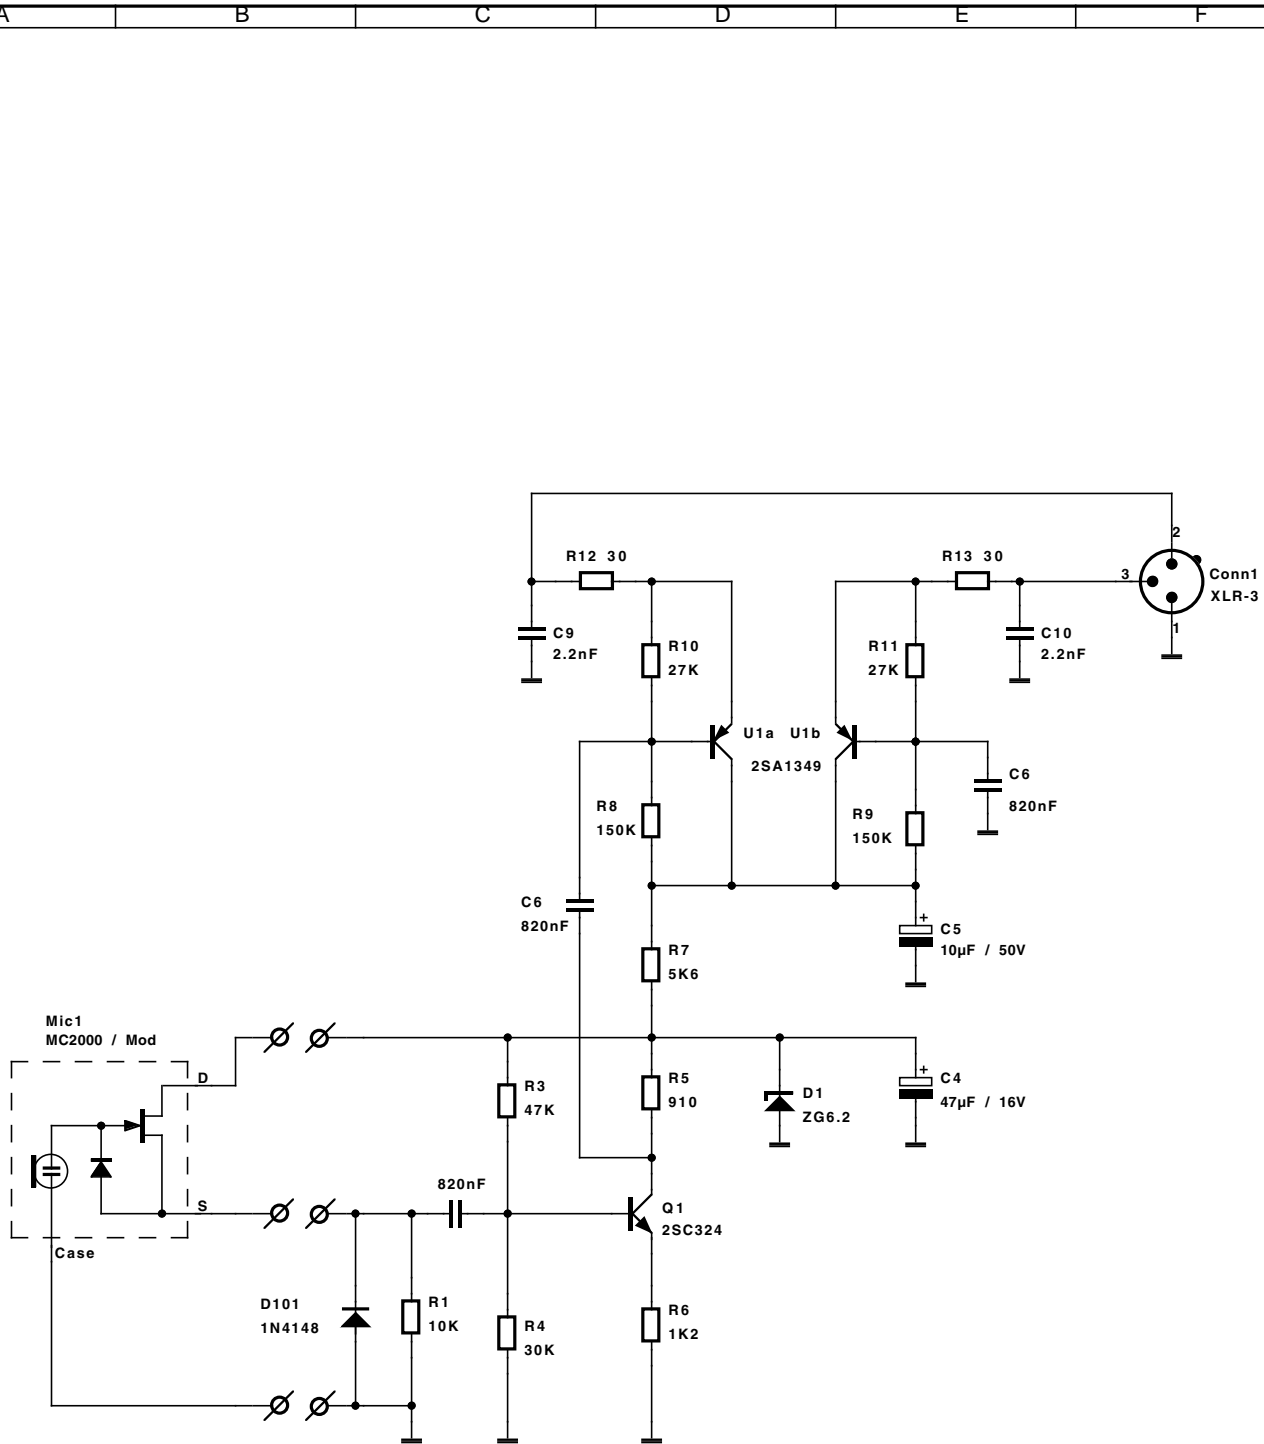 A B C D E F
2
R12 30
R13 30
3
Conn1
XLR-3
1
C9
2.2nF
R10
27K
R11
27K
C10
2.2nF
U1a
U1b
2SA1349
C6
820nF
R8
150K
R9
150K
C6
820nF
+
C5
10µF / 50V
R7
5K6
Mic1
MC2000 / Mod
D
R3
47K
R5
910
D1
ZG6.2
+
C4
47µF / 16V
820nF
S
Q1
2SC324
Case
D101
1N4148
R1
10K
R4
30K
R6
1K2